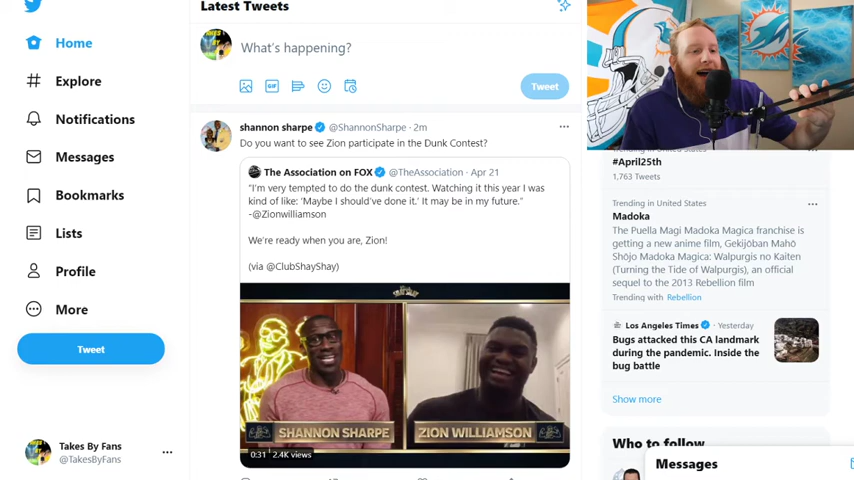 Home
Explore
Notifications
Messages
Bookmarks
Lists
Profile
More
Tweet
Takes By Fans
@TakesByFans
Latest Tweets
What's happening?
GIF
Tweet
shannon sharpe @ShannonSharpe · 2m
Do you want to see Zion participate in the Dunk Contest?
The Association on FOX @TheAssociation · Apr 21
"I'm very tempted to do the dunk contest. Watching it this year I was
kind of like: 'Maybe I should've done it.' It may be in my future."
-@Zionwilliamson
We're ready when you are, Zion!
(via @ClubShayShay)
SHANNON SHARPE
ZION WILLIAMSON
0:31 2.4K views
Trending in United States
#April25th
1,763 Tweets
Trending in United States
Madoka
The Puella Magi Madoka Magica franchise is
getting a new anime film, Gekijōban Mahō
Shōjo Madoka Magica: Walpurgis no Kaiten
(Turning the Tide of Walpurgis), an official
sequel to the 2013 Rebellion film
Trending with Rebellion
Los Angeles Times · Yesterday
Bugs attacked this CA landmark
during the pandemic. Inside the
bug battle
Show more
Who to follow
Messages